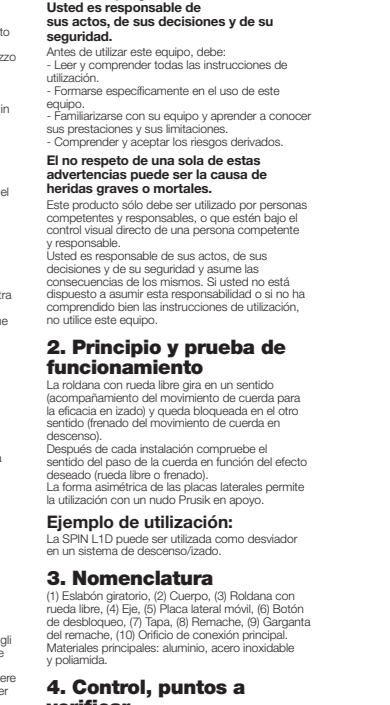 Usted es responsable de
sus actos, de sus decisiones y de su
seguridad.
Antes de utilizar este equipo, debe:
- Leer y comprender todas las instrucciones de
utilización.
- Formarse específicamente en el uso de este
equipo.
- Familiarizarse con su equipo y aprender a conocer
sus prestaciones y sus limitaciones.
- Comprender y aceptar los riesgos derivados.
El no respeto de una sola de estas
advertencias puede ser la causa de
heridas graves o mortales.
Este producto sólo debe ser utilizado por personas
competentes y responsables, o que estén bajo el
control visual directo de una persona competente
y responsable.
Usted es responsable de sus actos, de sus
decisiones y de su seguridad y asume las
consecuencias de los mismos. Si usted no está
dispuesto a asumir esta responsabilidad o si no ha
comprendido bien las instrucciones de utilización,
no utilice este equipo.
2. Principio y prueba de
funcionamiento
La roldana con rueda libre gira en un sentido
(acompañamiento del movimiento de cuerda para
la eficacia en izado) y queda bloqueada en el otro
sentido (frenado del movimiento de cuerda en
descenso).
Después de cada instalación compruebe el
sentido del paso de la cuerda en función del efecto
deseado (rueda libre o frenado).
La forma asimétrica de las placas laterales permite
la utilización con un nudo Prusik en apoyo.
Ejemplo de utilización:
La SPIN L1D puede ser utilizada como desviador
en un sistema de descenso/izado.
3. Nomenclatura
(1) Eslabón giratorio, (2) Cuerpo, (3) Roldana con
rueda libre, (4) Eje, (5) Placa lateral móvil, (6) Botón
de desbloqueo, (7) Tapa, (8) Remache, (9) Garganta
del remache, (10) Orificio de conexión principal.
Materiales principales: aluminio, acero inoxidable
y poliamida.
4. Control, puntos a
verificar